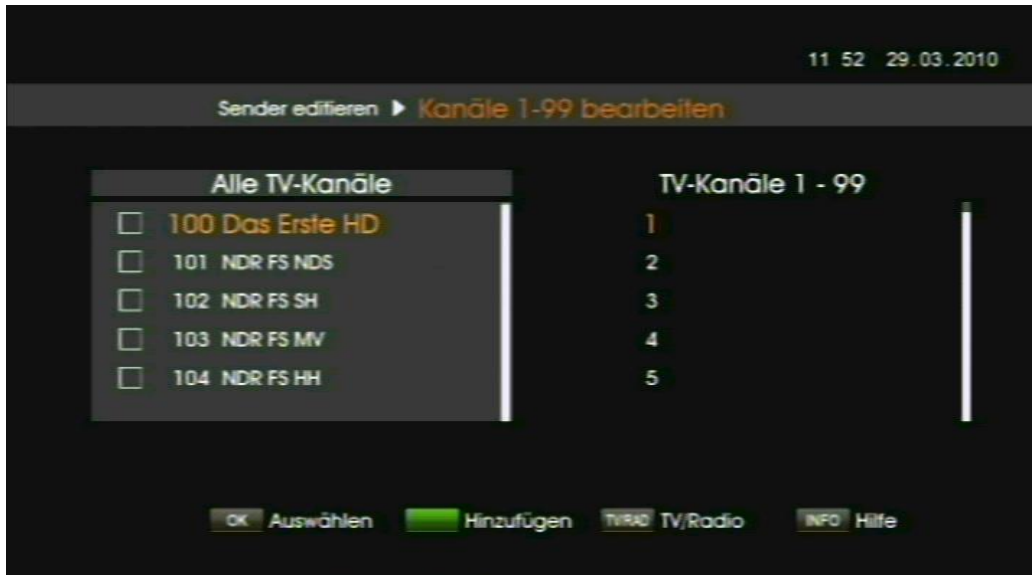 11 52 29.03.2010
Sender editieren ▶ Kanäle 1-99 bearbeiten
Alle TV-Kanäle
100 Das Erste HD
101 NDR FS NDS
102 NDR FS SH
103 NDR FS MV
104 NDR FS HH
TV-Kanäle 1 - 99
1
2
3
4
5
OK Auswählen Hinzufügen TV/RAD TV/Radio INFO Hilfe